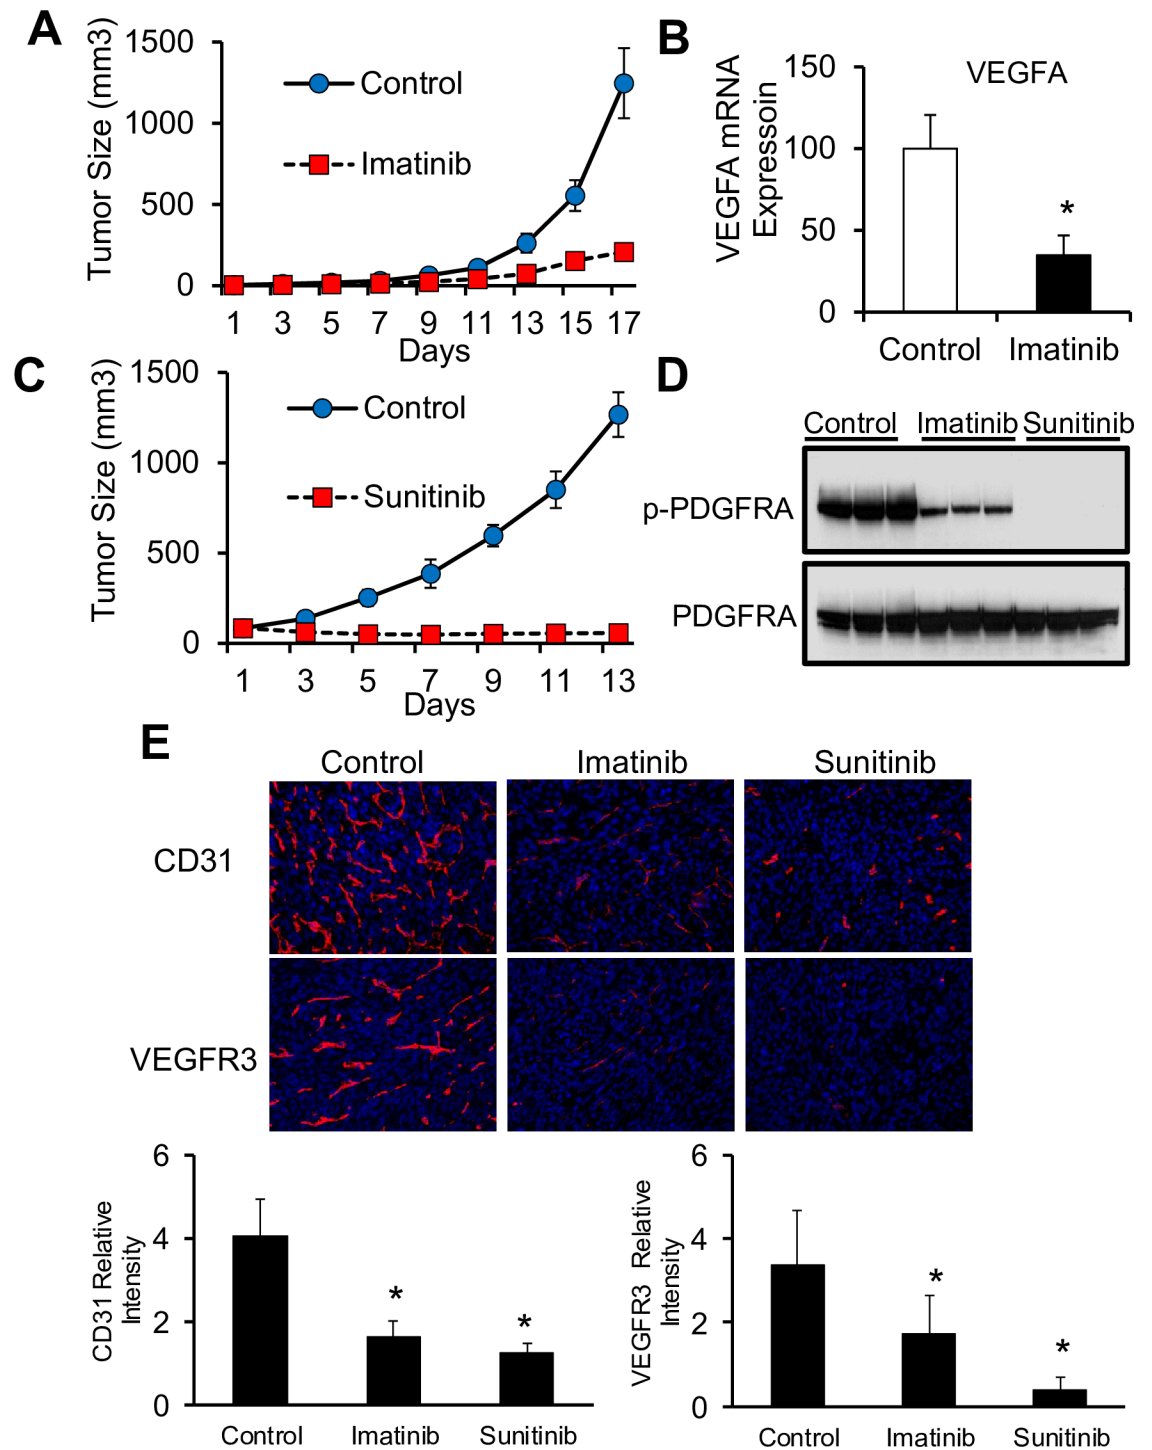 A
Tumor Size (mm3)
1500
1000
500
0
Control
Imatinib
1 3 5 7 9 11 13 15 17
Days
B
VEGFA mRNA
Expressoin
150
100
50
0
VEGFA
*
Control Imatinib
C
Tumor Size (mm3)
1500
1000
500
0
Control
Sunitinib
1 3 5 7 9 11 13
Days
D
Control Imatinib Sunitinib
p-PDGFRA
PDGFRA
E
Control Imatinib Sunitinib
CD31
VEGFR3
CD31 Relative
Intensity
6
4
2
0
* *
Control Imatinib Sunitinib
VEGFR3 Relative
Intensity
6
4
2
0
*
*
Control Imatinib Sunitinib